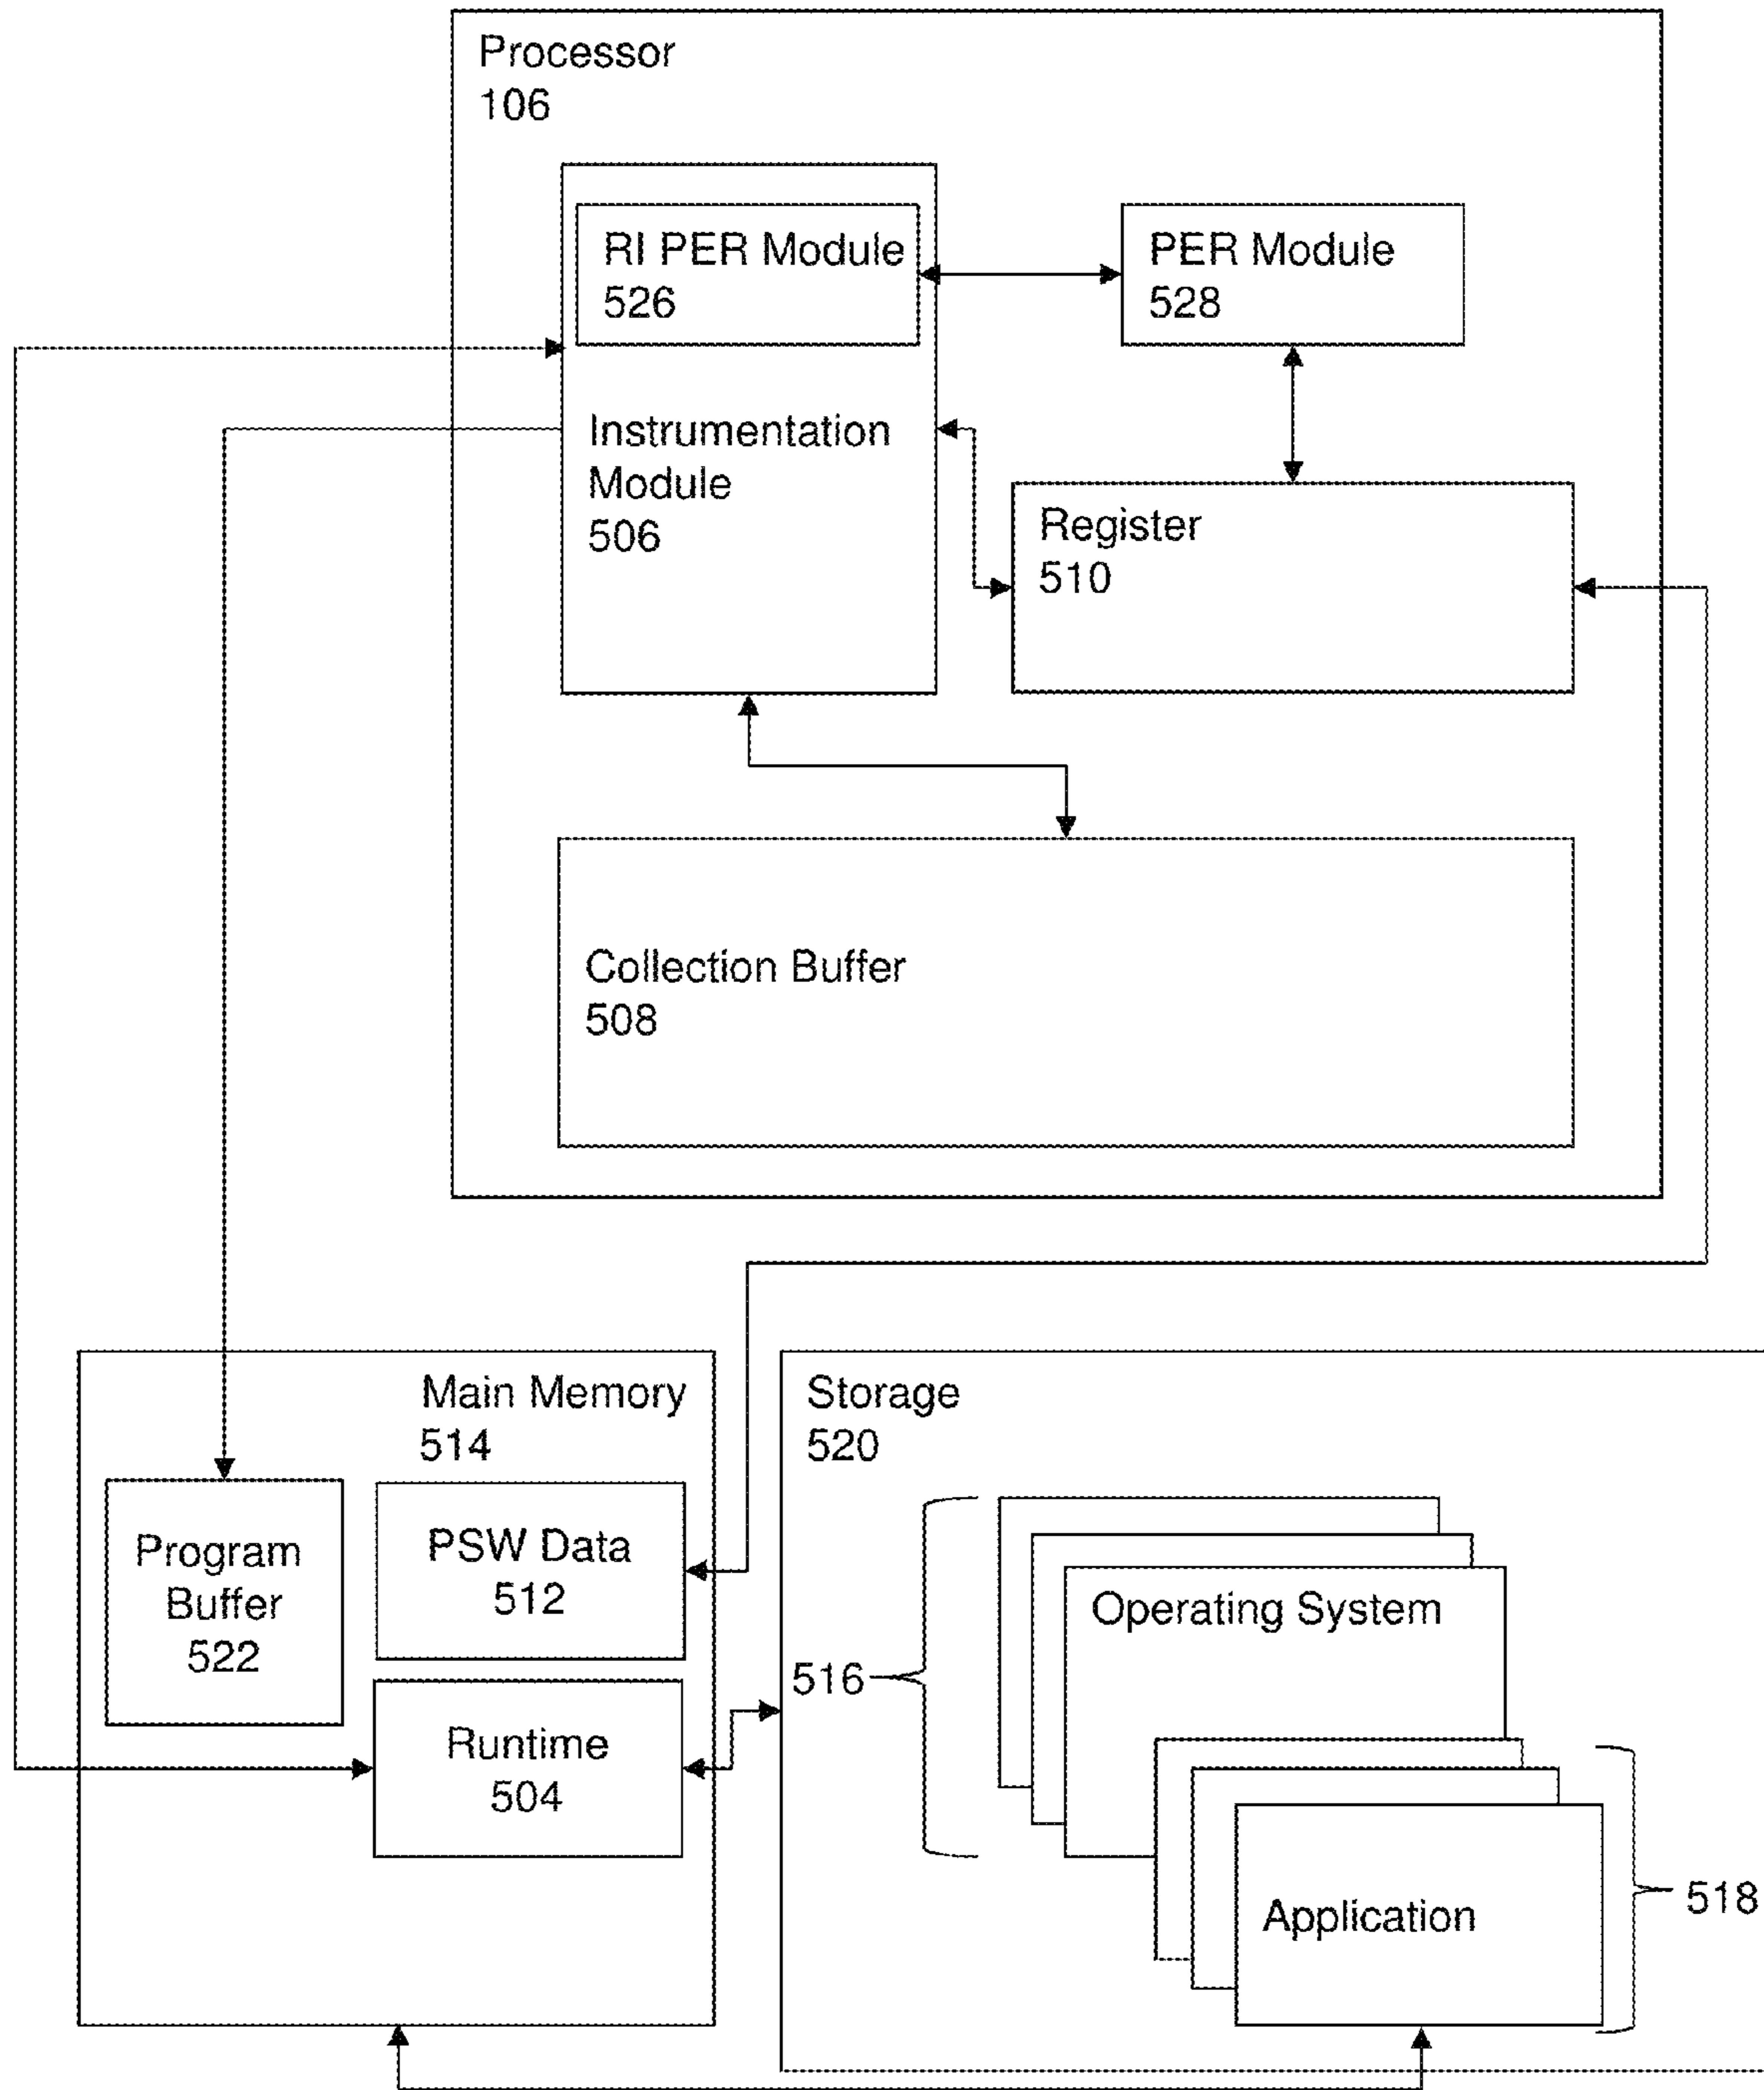 Processor
106
RI PER Module
526
PER Module
528
Instrumentation
Module
506
Register
510
Collection Buffer
508
Main Memory
514
Program
Buffer
522
PSW Data
512
Runtime
504
Storage
520
516
Operating System
Application
518